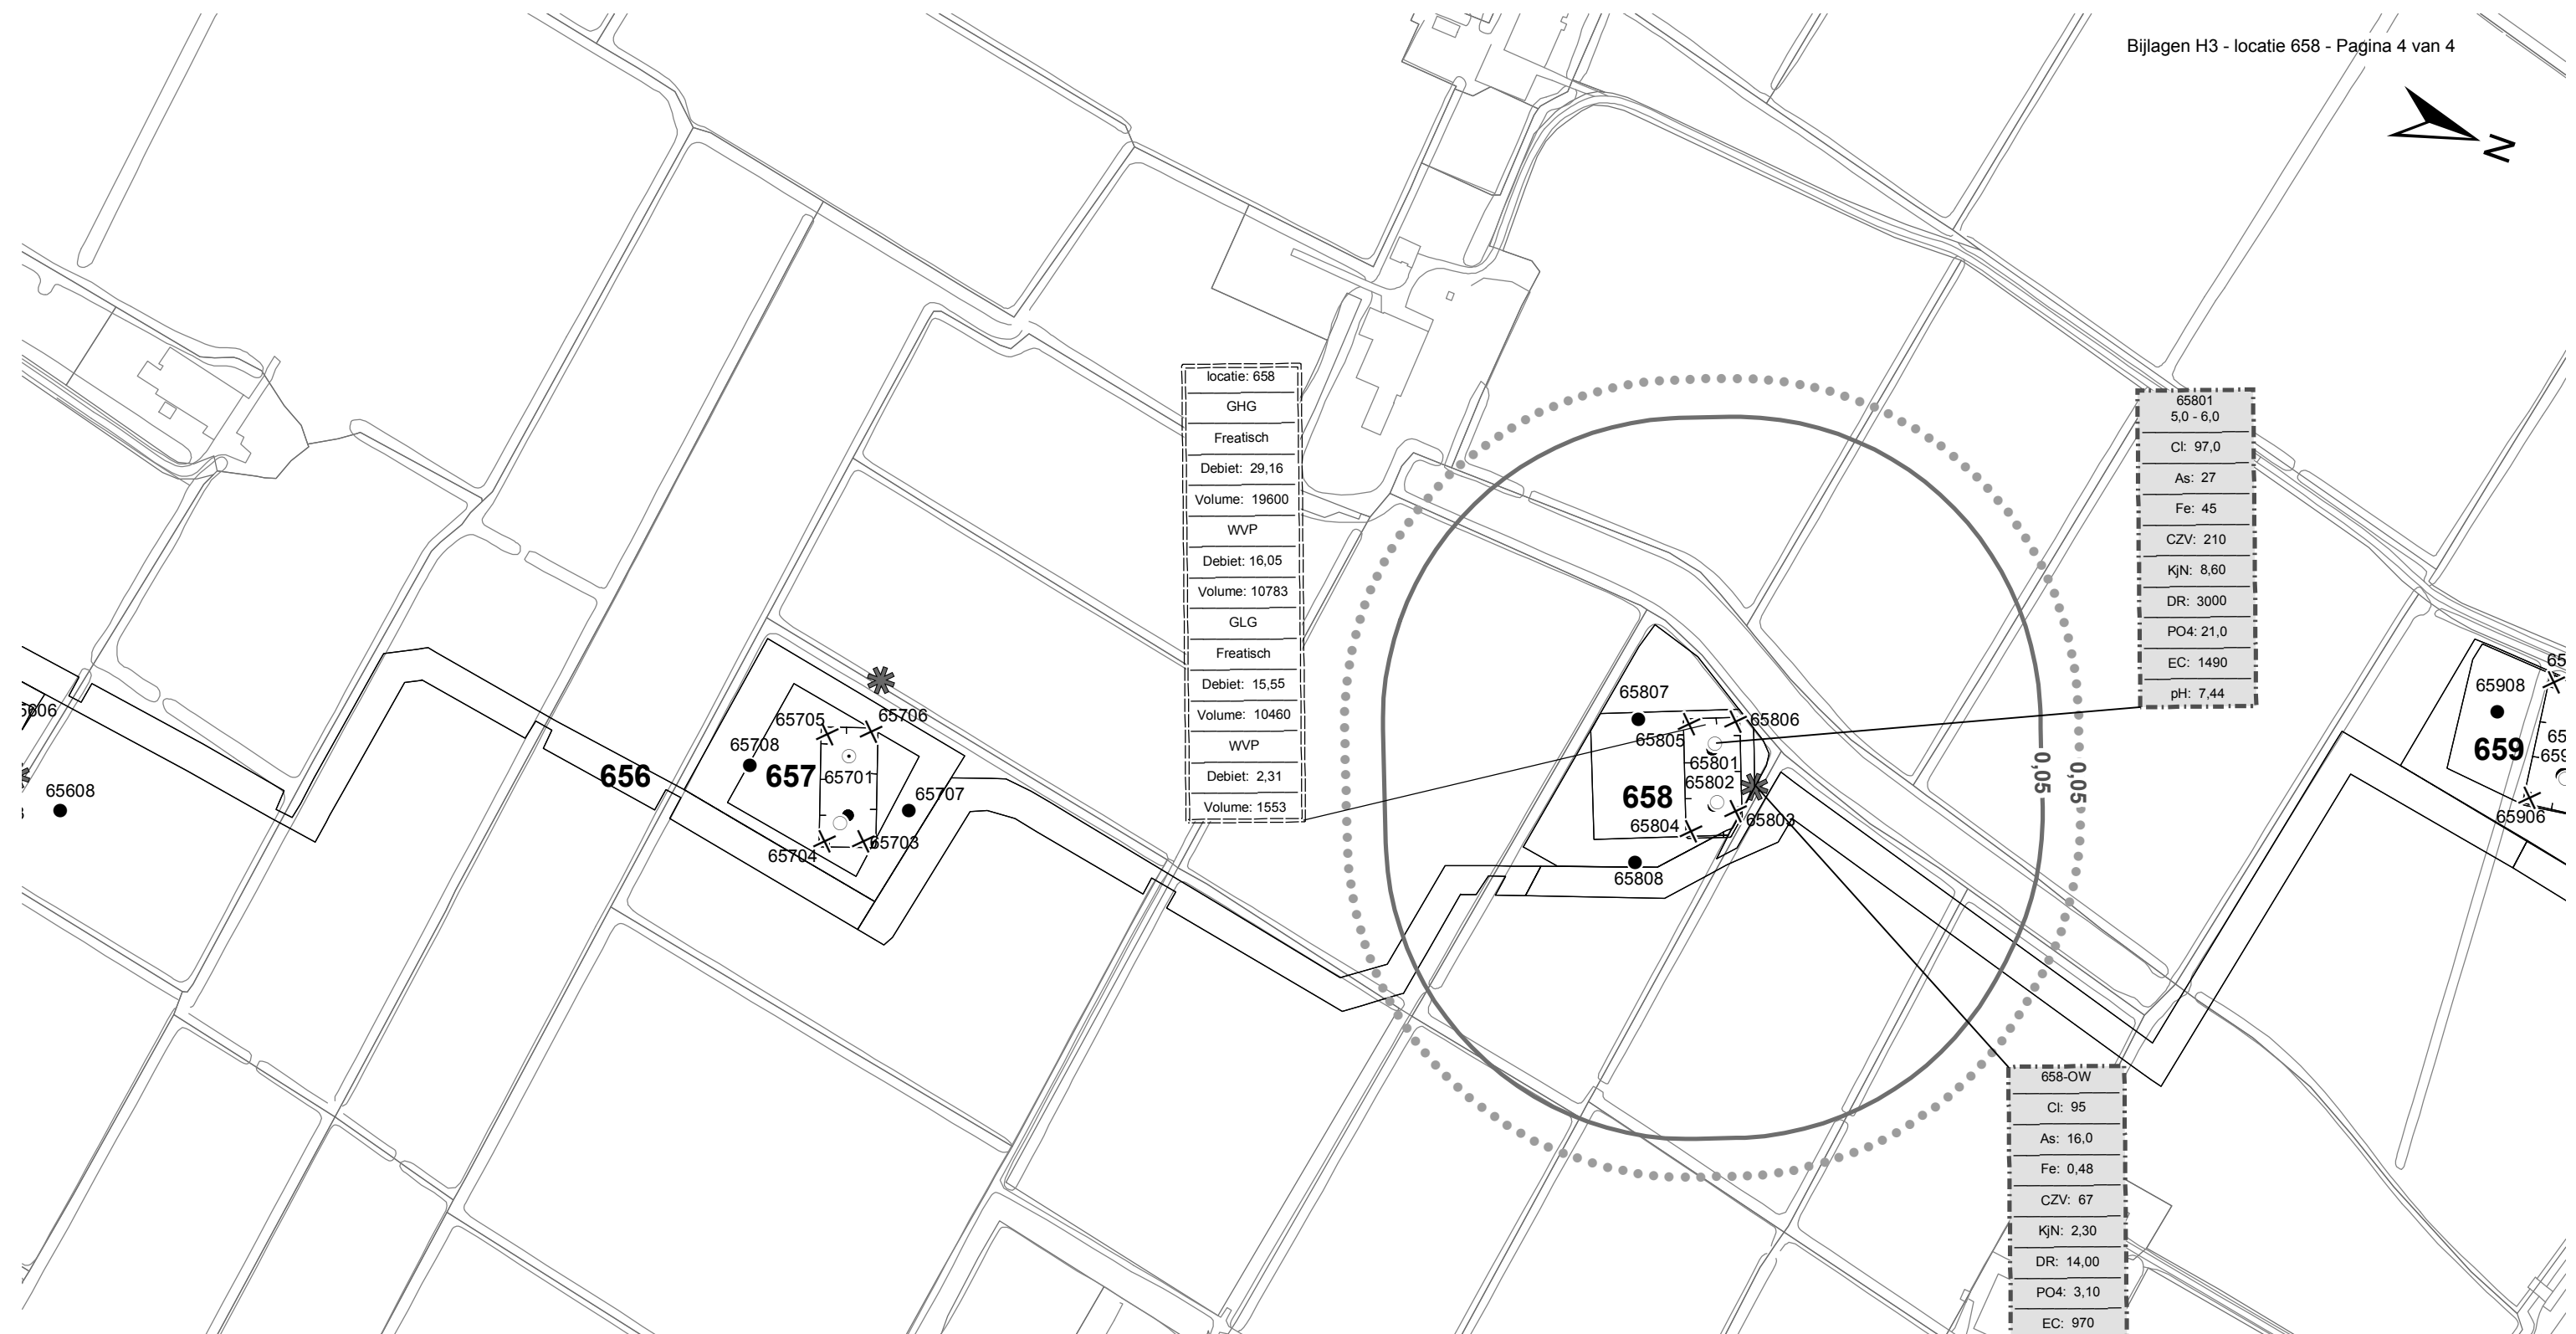 Bijlagen H3 - locatie 658 - Pagina 4 van 4
N
locatie: 658
GHG
Freatisch
Debiet: 29,16
Volume: 19600
WVP
Debiet: 16,05
Volume: 10783
GLG
Freatisch
Debiet: 15,55
Volume: 10460
WVP
Debiet: 2,31
Volume: 1553
65801
5,0 - 6,0
Cl: 97,0
As: 27
Fe: 45
CZV: 210
KjN: 8,60
DR: 3000
PO4: 21,0
EC: 1490
pH: 7,44
65608
656
65705
65706
65708
657
65701
65707
65704
65703
65807
65806
65805
65801
65802
658
65804
65803
65808
0,05
0,05
65908
659
65906
658-OW
Cl: 95
As: 16,0
Fe: 0,48
CZV: 67
KjN: 2,30
DR: 14,00
PO4: 3,10
EC: 970